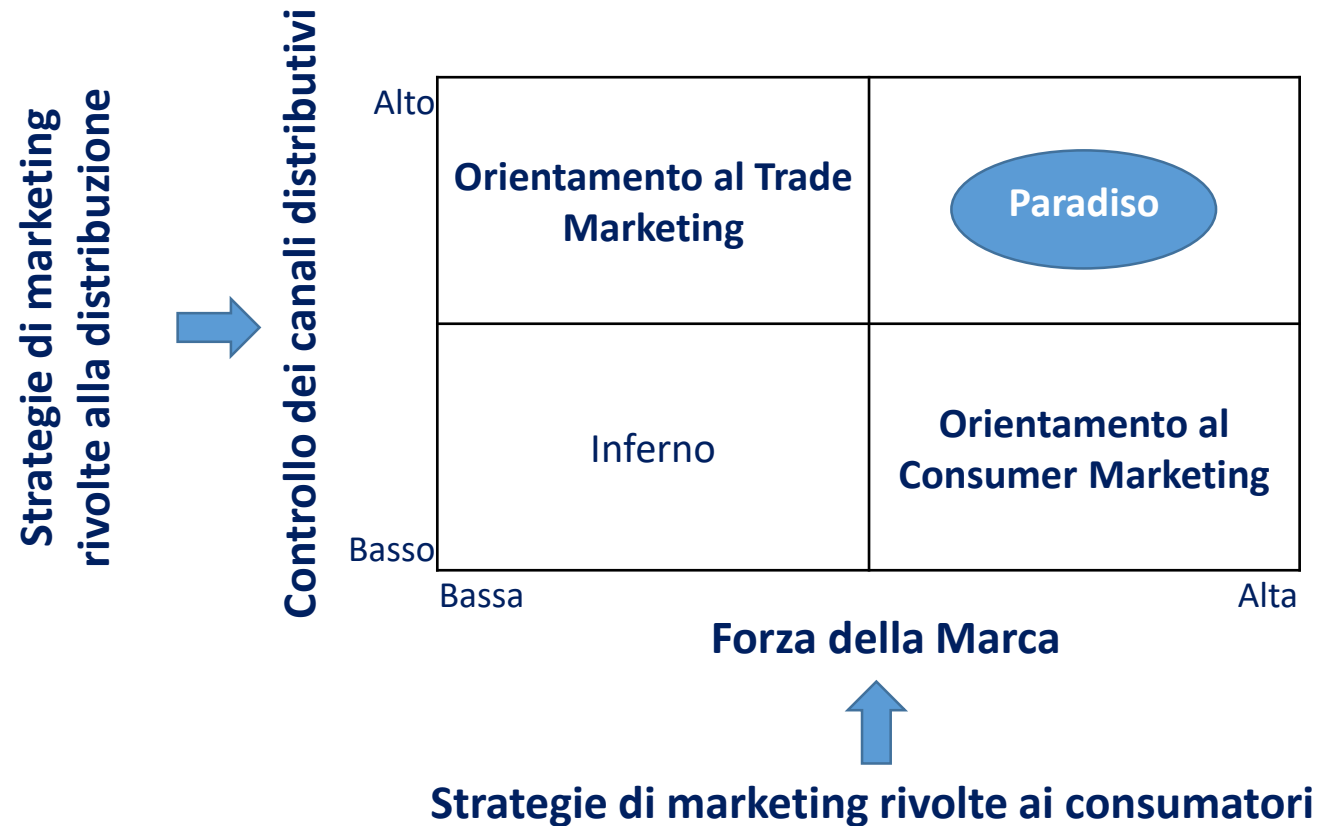 Strategie di marketing
rivolte alla distribuzione
Controllo dei canali distributivi
Alto
Orientamento al Trade
Marketing
Paradiso
Inferno
Orientamento al
Consumer Marketing
Basso
Bassa
Alta
Forza della Marca
Strategie di marketing rivolte ai consumatori